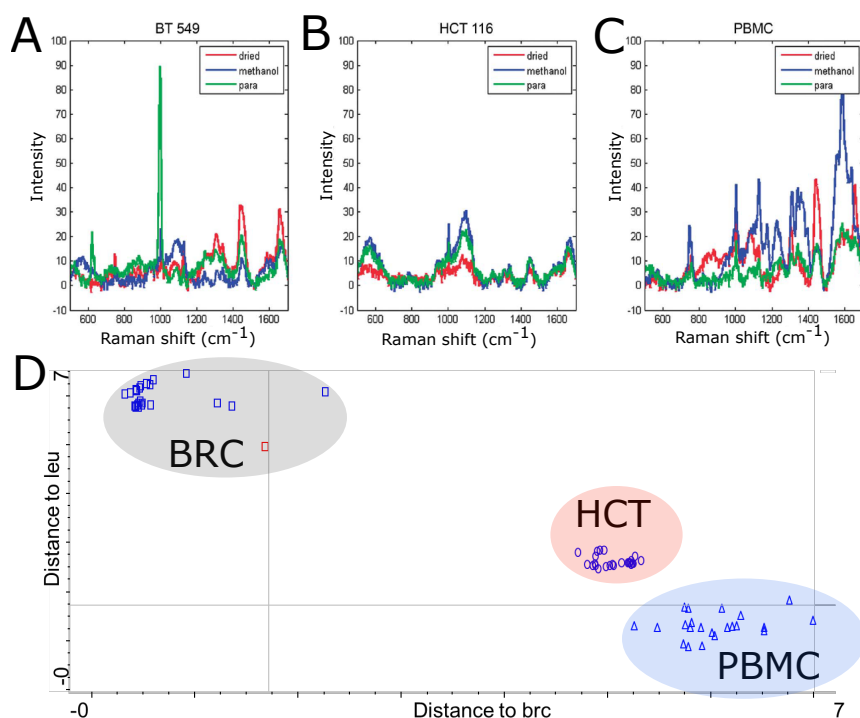 A
BT 549
Intensity
100
90
80
70
60
50
40
30
20
10
0
-10
dried
methanol
para
600 800 1000 1200 1400 1600
Raman shift (cm-1)
B
HCT 116
Intensity
100
90
80
70
60
50
40
30
20
10
0
-10
dried
methanol
para
600 800 1000 1200 1400 1600
Raman shift (cm-1)
C
PBMC
Intensity
100
90
80
70
60
50
40
30
20
10
0
-10
dried
methanol
para
600 800 1000 1200 1400 1600
Raman shift (cm-1)
D
7
Distance to leu
-0
BRC
HCT
PBMC
-0
Distance to brc
7